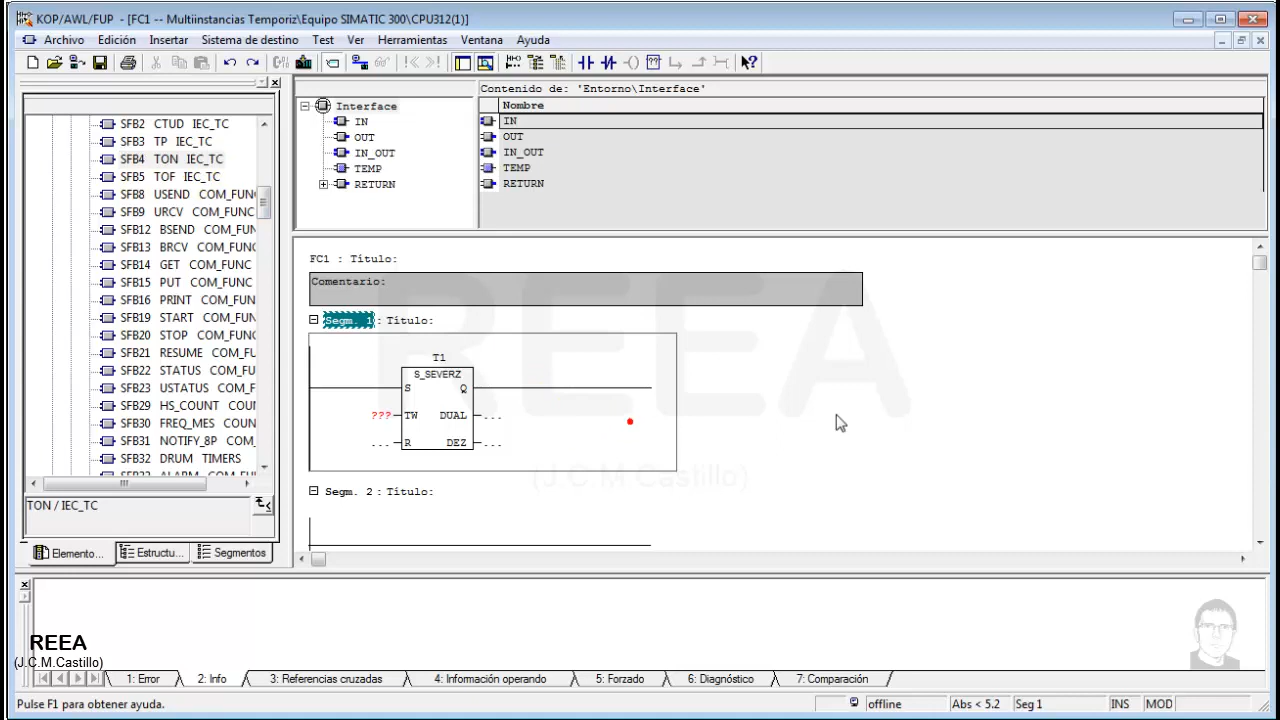 KOP/AWL/FUP - [FC1 -- Multiinstancias Temporiz\Equipo SIMATIC 300\CPU312(1)]
Archivo Edición Insertar Sistema de destino Test Ver Herramientas Ventana Ayuda
SFB2 CTUD IEC_TC
SFB3 TP IEC_TC
SFB4 TON IEC_TC
SFB5 TOF IEC_TC
SFB8 USEND COM_FUN
SFB9 URCV COM_FUNC
SFB12 BSEND COM_FUN
SFB13 BRCV COM_FUNC
SFB14 GET COM_FUNC
SFB15 PUT COM_FUNC
SFB16 PRINT COM_FUNC
SFB19 START COM_FUNC
SFB20 STOP COM_FUNC
SFB21 RESUME COM_FU
SFB22 STATUS COM_FU
SFB23 USTATUS COM_F
SFB29 HS_COUNT COU
SFB30 FREQ_MES COUN
SFB31 NOTIFY_8P COM_
SFB32 DRUM TIMERS
TON / IEC_TC
Elemento... Estructu... Segmentos
Interface
IN
OUT
IN_OUT
TEMP
RETURN
Contenido de: 'Entorno\Interface'
Nombre
IN
OUT
IN_OUT
TEMP
RETURN
FC1 : Título:
Comentario:
Segm. 1 : Título:
T1
S_SEVERZ
S Q
??? TW DUAL ...
... R DEZ ...
Segm. 2 : Título:
REEA
(J.C.M Castillo)
REEA
(J.C.M.Castillo)
1: Error 2: Info 3: Referencias cruzadas 4: Información operando 5: Forzado 6: Diagnóstico 7: Comparación
Pulse F1 para obtener ayuda. offline Abs < 5.2 Seg 1 INS MOD